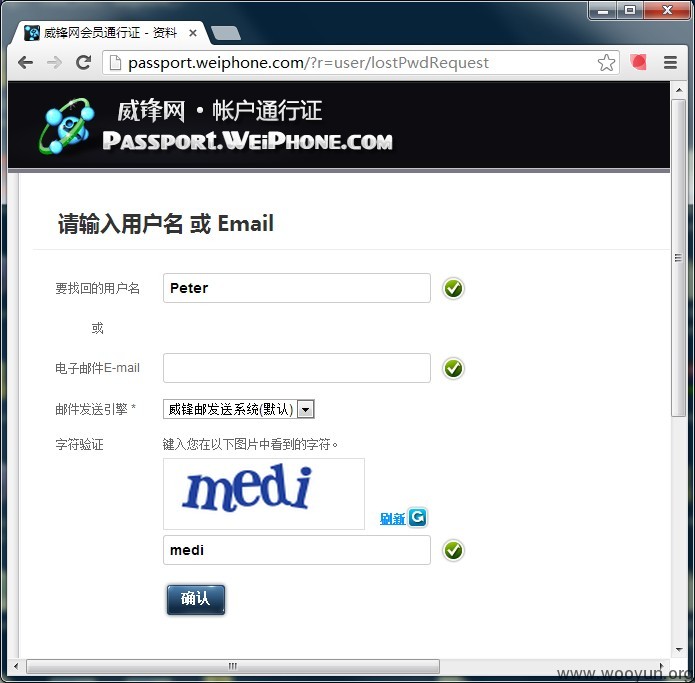 威锋网会员通行证 - 资料
passport.weiphone.com/?r=user/lostPwdRequest
威锋网·帐户通行证
PASSPORT.WEIPHONE.COM
请输入用户名 或 Email
要找回的用户名 Peter
或
电子邮件E-mail
邮件发送引擎 * 威锋邮发送系统(默认)
字符验证 键入您在以下图片中看到的字符。
medi
刷新
medi
确认
www.wooyun.org